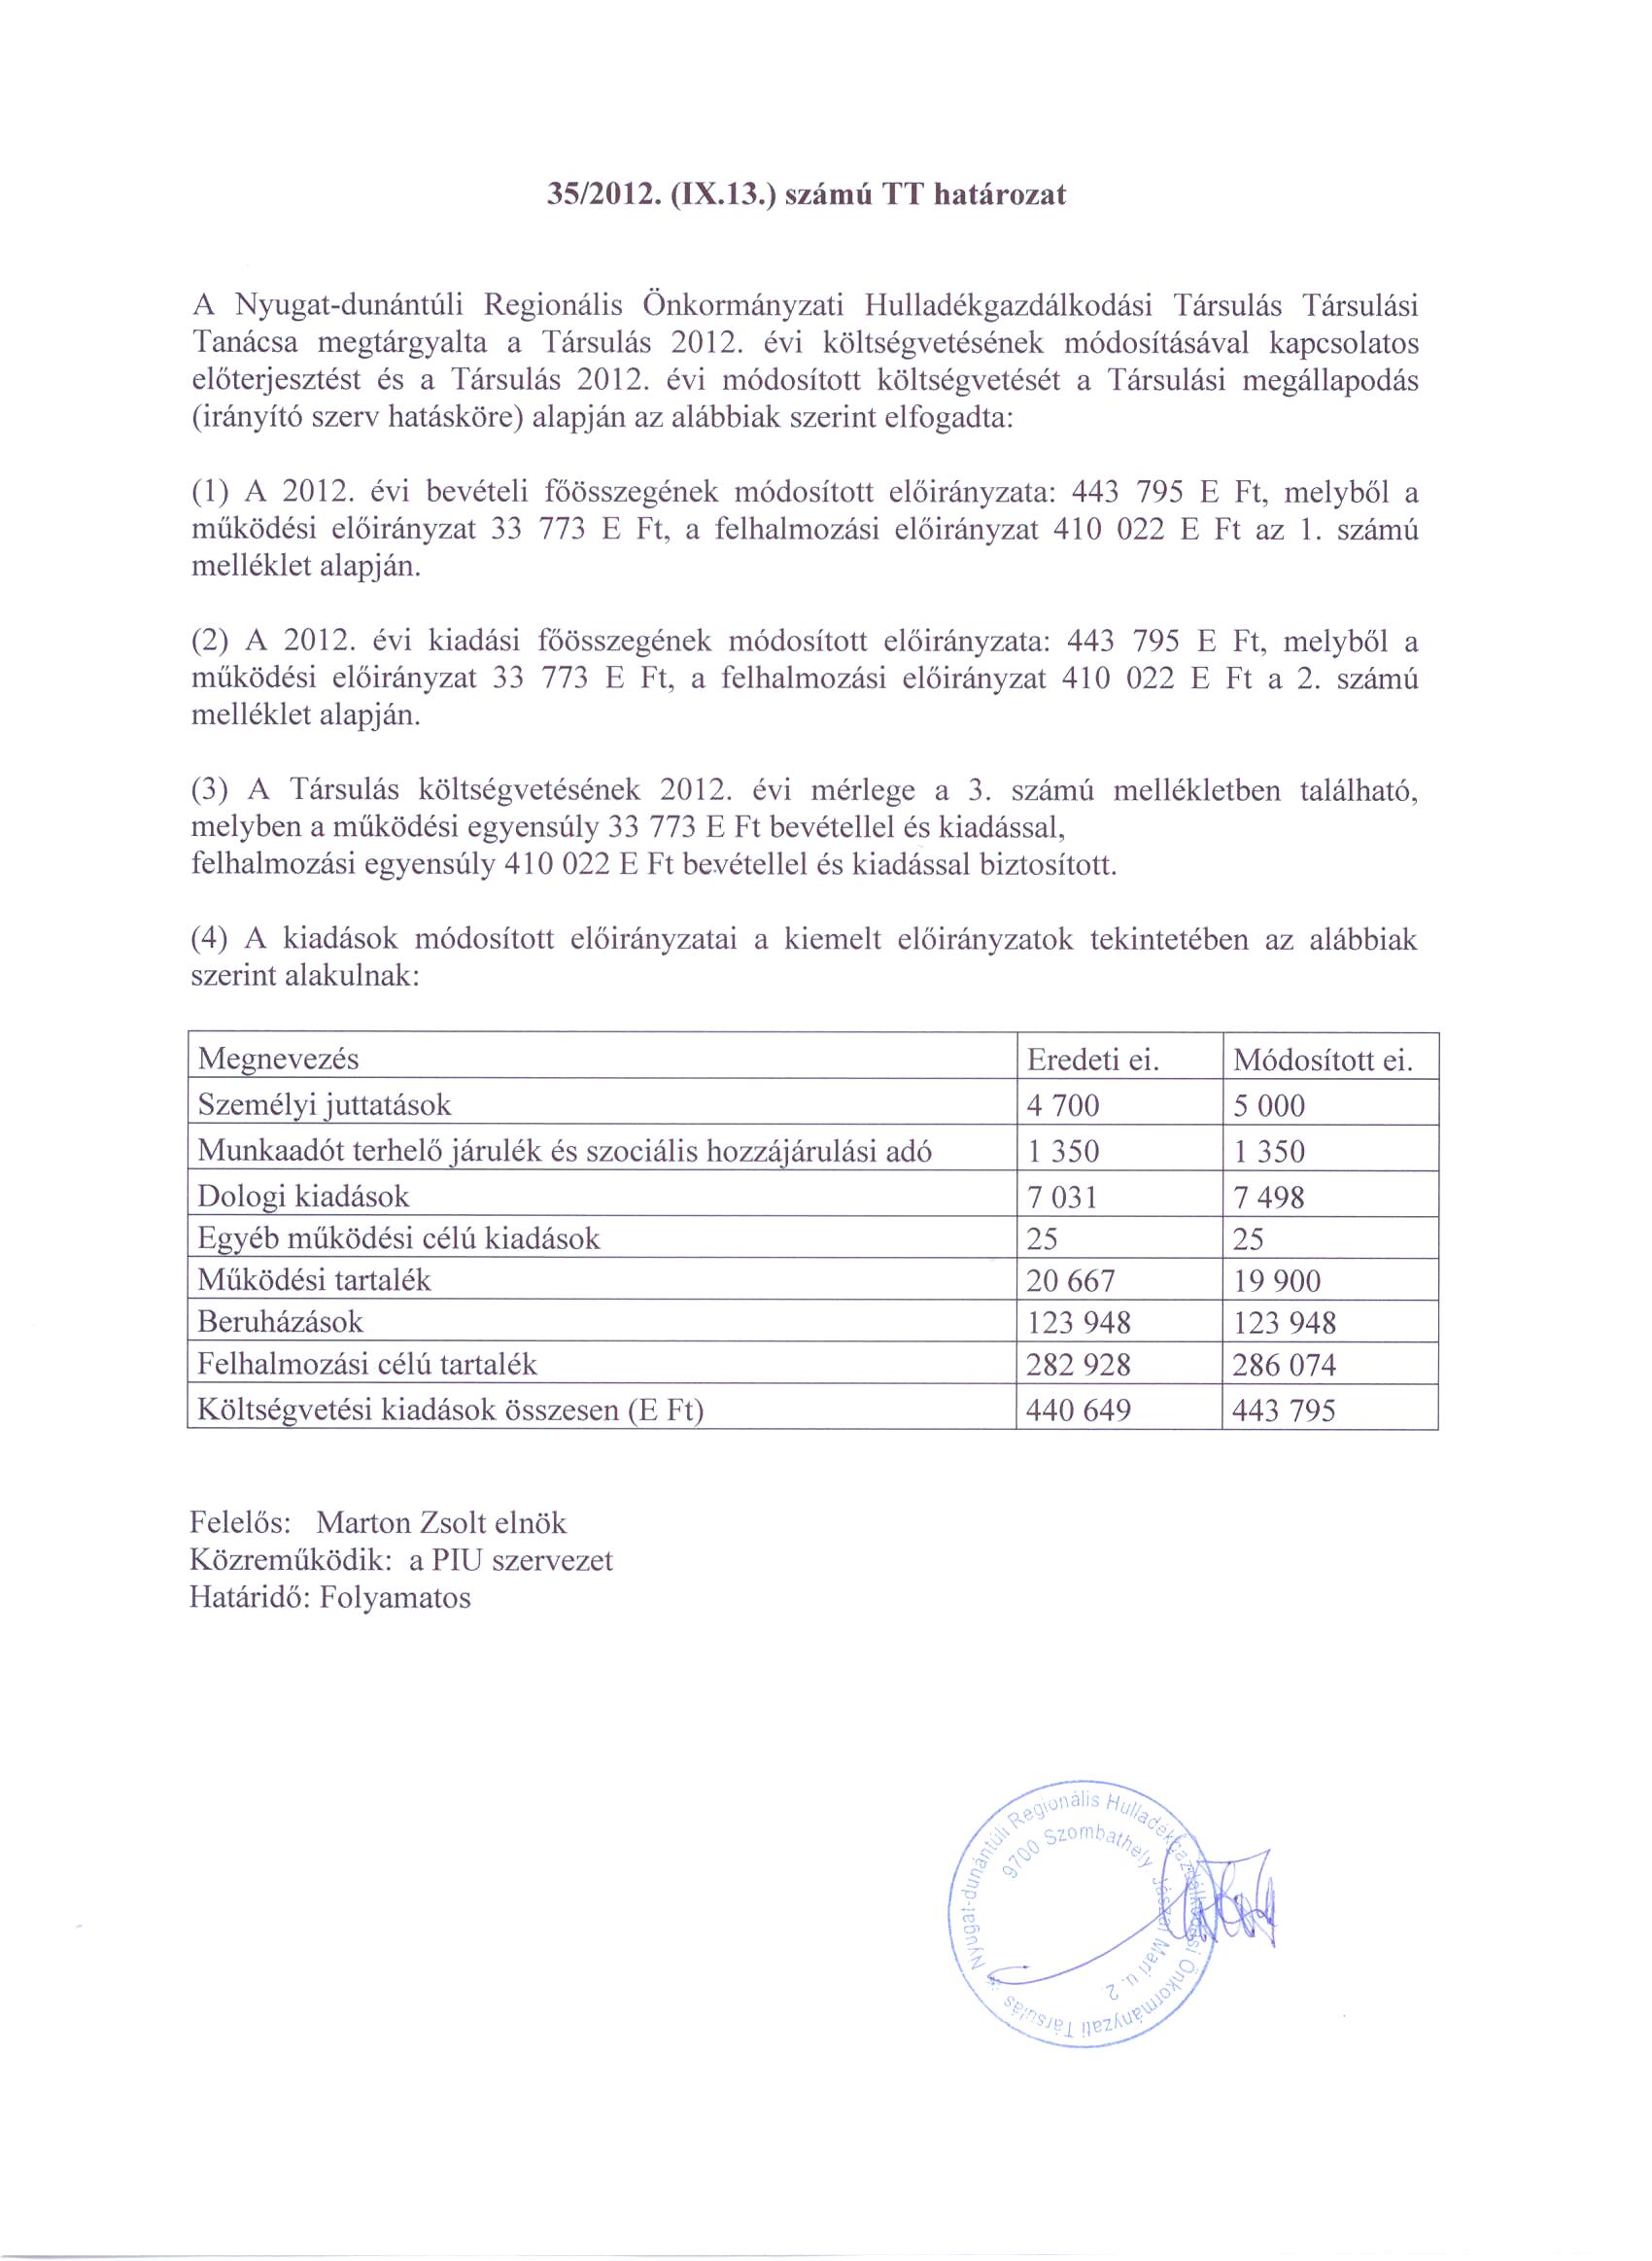 35/2012. (IX.13.) számú TT határozat
A Nyugat-dunántúli Regionális Önkormányzati Hulladékgazdálkodási Társulás Társulási
Tanácsa megtárgyalta a Társulás 2012. évi költségvetésének módosításával kapcsolatos
előterjesztést és a Társulás 2012. évi módosított költségvetését a Társulási megállapodás
(irányító szerv hatásköre) alapján az alábbiak szerint elfogadta:
(1) A 2012. évi bevételi főösszegének módosított előirányzata: 443 795 E Ft, melyből a
működési előirányzat 33 773 E Ft, a felhalmozási előirányzat 410 022 E Ft az 1. számú
melléklet alapján.
(2) A 2012. évi kiadási főösszegének módosított előirányzata: 443 795 E Ft, melyből a
működési előirányzat 33 773 E Ft, a felhalmozási előirányzat 410 022 E Ft a 2. számú
melléklet alapján.
(3) A Társulás költségvetésének 2012. évi mérlege a 3. számú mellékletben található,
melyben a működési egyensúly 33 773 E Ft bevétellel és kiadással,
felhalmozási egyensúly 410 022 E Ft bevétellel és kiadással biztosított.
(4) A kiadások módosított előirányzatai a kiemelt előirányzatok tekintetében az alábbiak
szerint alakulnak:
Megnevezés Eredeti ei. Módosított ei.
Személyi juttatások 4 700 5 000
Munkaadót terhelő járulék és szociális hozzájárulási adó 1 350 1 350
Dologi kiadások 7 031 7 498
Egyéb működési célú kiadások 25 25
Működési tartalék 20 667 19 900
Beruházások 123 948 123 948
Felhalmozási célú tartalék 282 928 286 074
Költségvetési kiadások összesen (E Ft) 440 649 443 795
Felelős: Marton Zsolt elnök
Közreműködik: a PIU szervezet
Határidő: Folyamatos
Nyugat-dunántúli Regionális Hulladékgazdálkodási Önkormányzati Társulás
9700 Szombathely Jászai Mari u. 2